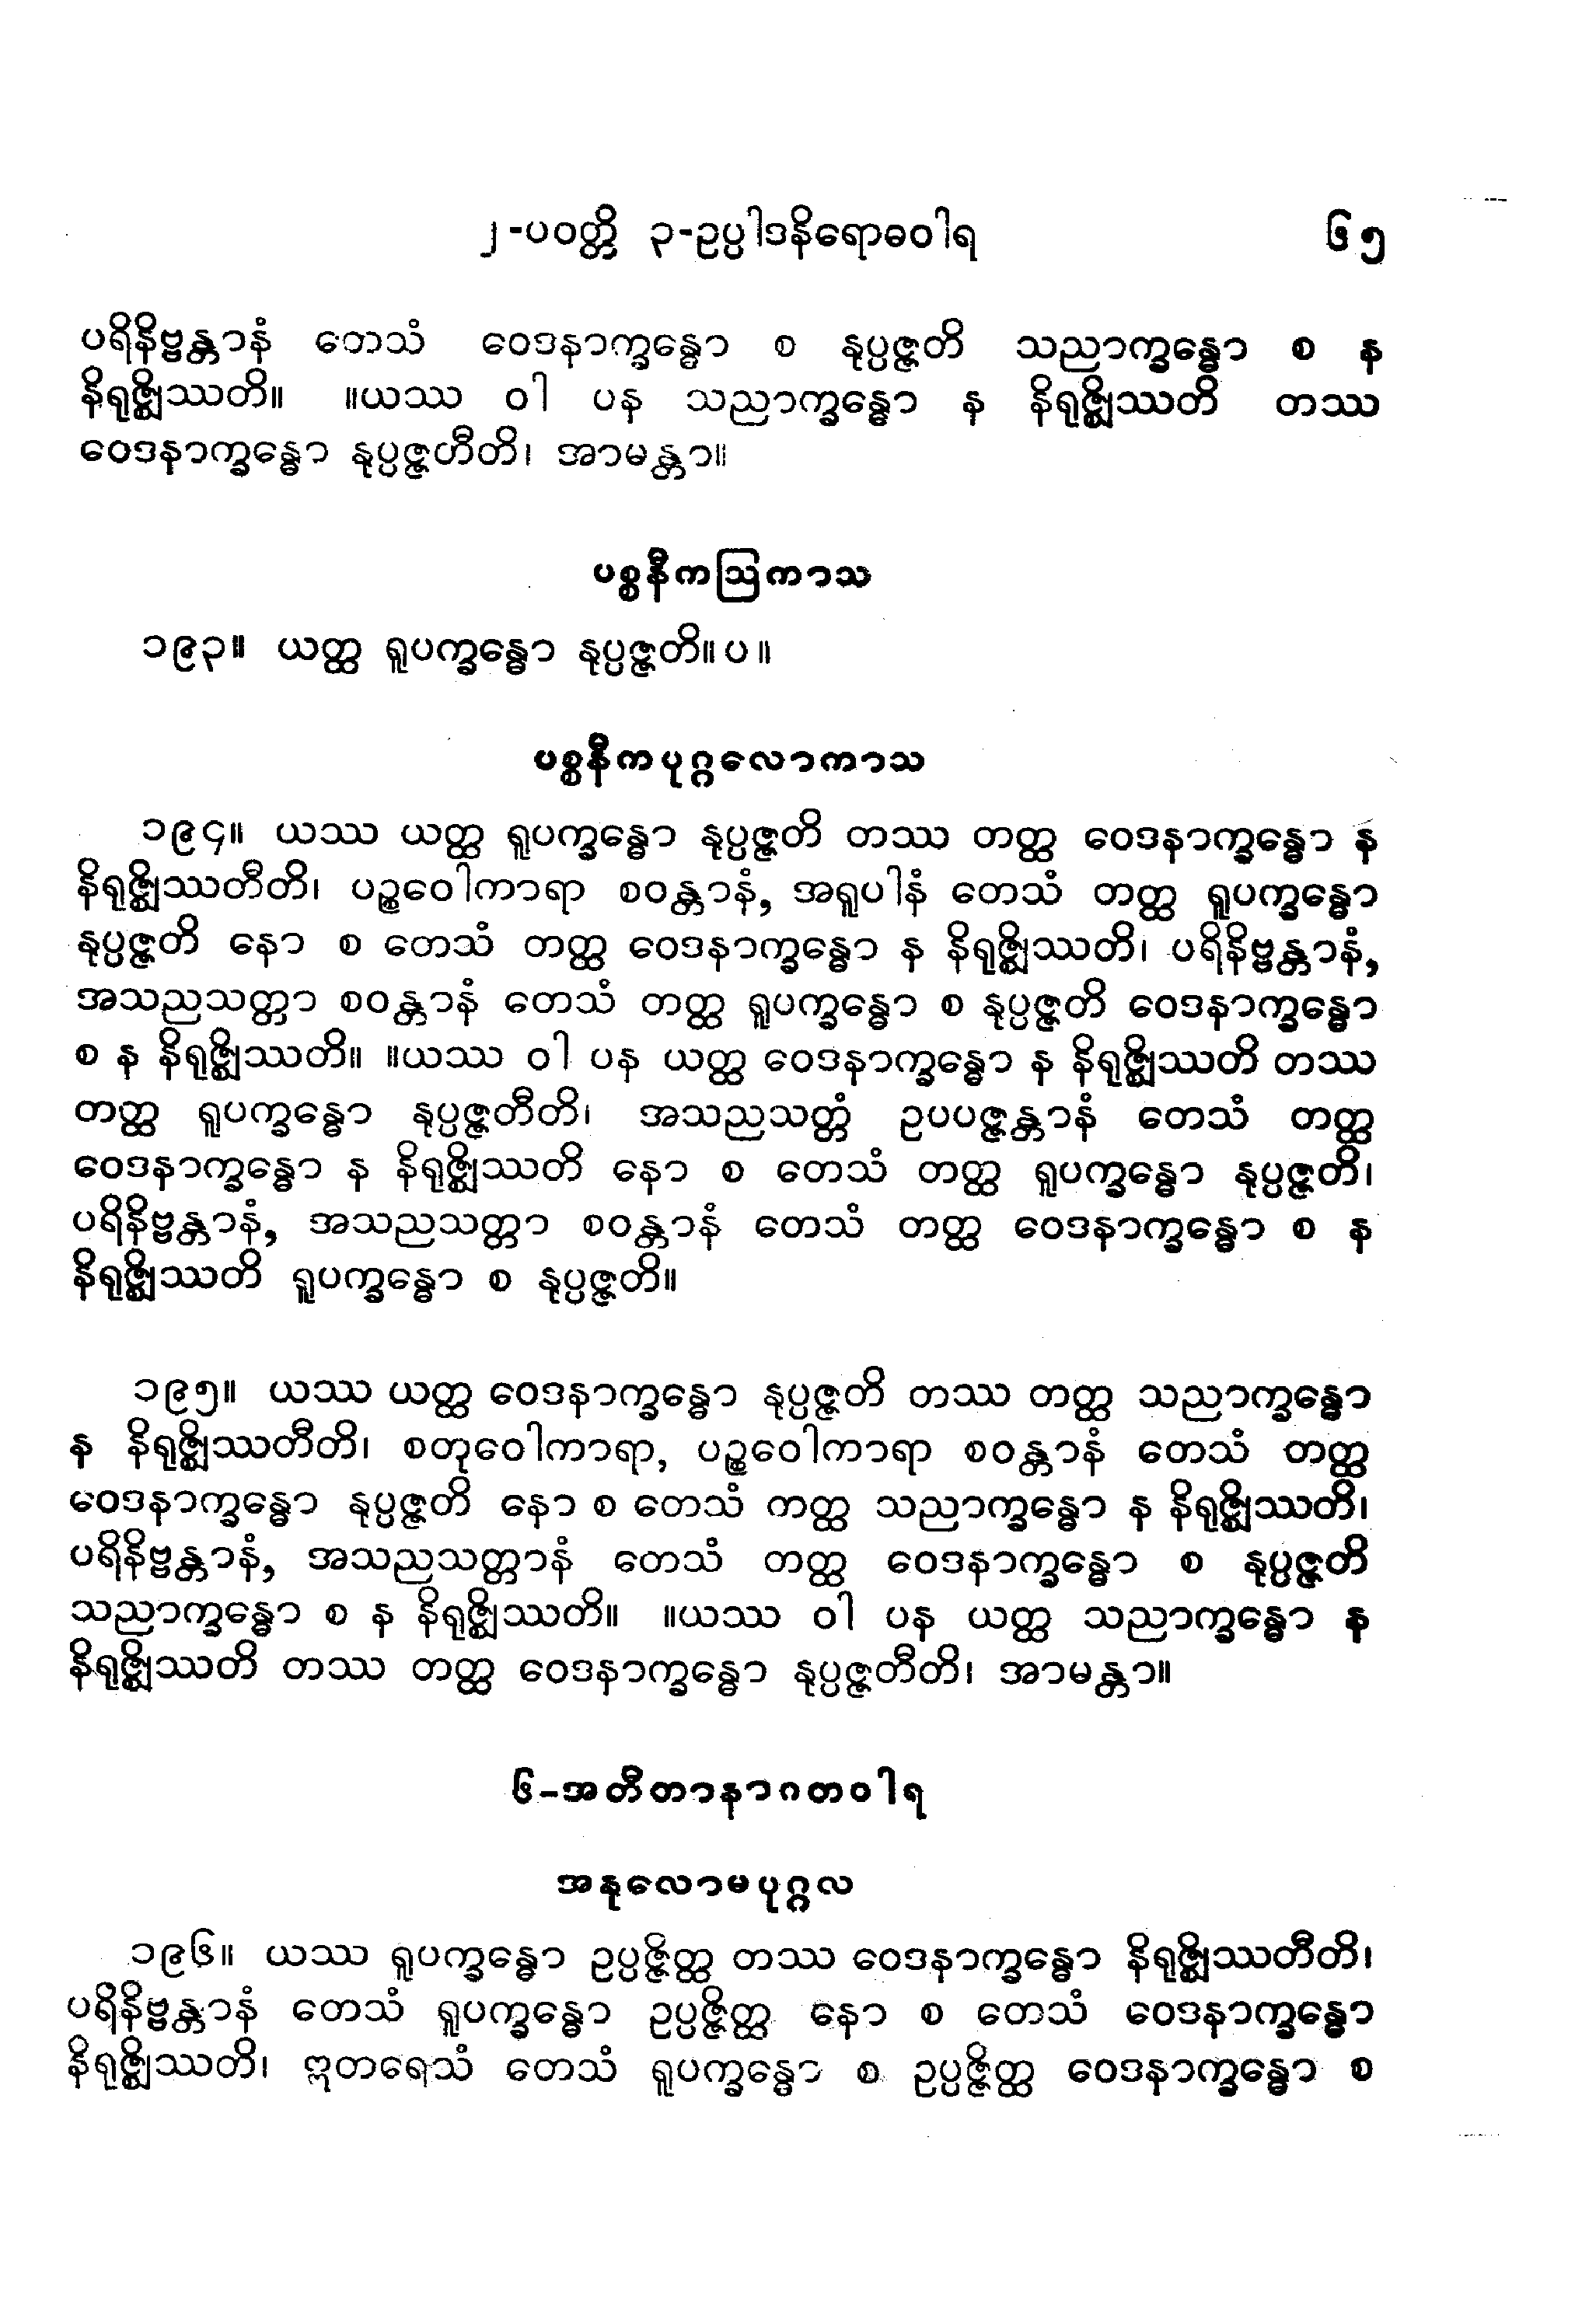 ၂-ပဝတ္တိ ၃-ဥပ္ပါဒနိရောဓဝါရ ၆၅
ပရိနိဗ္ဗန္တာနံ တေသံ ဝေဒနာက္ခန္ဓော စ နုပ္ပဇ္ဇတိ သညာက္ခန္ဓော စ န
နိရုဇ္ဈိဿတိ။ ။ယဿ ဝါ ပန သညာက္ခန္ဓော န နိရုဇ္ဈိဿတိ တဿ
ဝေဒနာက္ခန္ဓော နုပ္ပဇ္ဇဟီတိ၊ အာမန္တာ။
ပစ္စနီကဩကာသ
၁၉၃။ ယတ္ထ ရူပက္ခန္ဓော နုပ္ပဇ္ဇတိ။ပ။
ပစ္စနီကပုဂ္ဂလောကာသ
၁၉၄။ ယဿ ယတ္ထ ရူပက္ခန္ဓော နုပ္ပဇ္ဇတိ တဿ တတ္ထ ဝေဒနာက္ခန္ဓော န
နိရုဇ္ဈိဿတီတိ၊ ပဉ္စဝေါကာရာ စဝန္တာနံ, အရူပါနံ တေသံ တတ္ထ ရူပက္ခန္ဓော
နုပ္ပဇ္ဇတိ နော စ တေသံ တတ္ထ ဝေဒနာက္ခန္ဓော န နိရုဇ္ဈိဿတိ၊ ပရိနိဗ္ဗန္တာနံ,
အသညသတ္တာ စဝန္တာနံ တေသံ တတ္ထ ရူပက္ခန္ဓော စ နုပ္ပဇ္ဇတိ ဝေဒနာက္ခန္ဓော
စ န နိရုဇ္ဈိဿတိ။ ။ယဿ ဝါ ပန ယတ္ထ ဝေဒနာက္ခန္ဓော န နိရုဇ္ဈိဿတိ တဿ
တတ္ထ ရူပက္ခန္ဓော နုပ္ပဇ္ဇတီတိ၊ အသညသတ္တံ ဥပပဇ္ဇန္တာနံ တေသံ တတ္ထ
ဝေဒနာက္ခန္ဓော န နိရုဇ္ဈိဿတိ နော စ တေသံ တတ္ထ ရူပက္ခန္ဓော နုပ္ပဇ္ဇတိ၊
ပရိနိဗ္ဗန္တာနံ, အသညသတ္တာ စဝန္တာနံ တေသံ တတ္ထ ဝေဒနာက္ခန္ဓော စ န
နိရုဇ္ဈိဿတိ ရူပက္ခန္ဓော စ နုပ္ပဇ္ဇတိ။
၁၉၅။ ယဿ ယတ္ထ ဝေဒနာက္ခန္ဓော နုပ္ပဇ္ဇတိ တဿ တတ္ထ သညာက္ခန္ဓော
န နိရုဇ္ဈိဿတီတိ၊ စတုဝေါကာရာ, ပဉ္စဝေါကာရာ စဝန္တာနံ တေသံ တတ္ထ
ဝေဒနာက္ခန္ဓော နုပ္ပဇ္ဇတိ နော စ တေသံ ကတ္ထ သညာက္ခန္ဓော န နိရုဇ္ဈိဿတိ၊
ပရိနိဗ္ဗန္တာနံ, အသညသတ္တာနံ တေသံ တတ္ထ ဝေဒနာက္ခန္ဓော စ နုပ္ပဇ္ဇတိ
သညာက္ခန္ဓော စ န နိရုဇ္ဈိဿတိ။ ။ယဿ ဝါ ပန ယတ္ထ သညာက္ခန္ဓော န
နိရုဇ္ဈိဿတိ တဿ တတ္ထ ဝေဒနာက္ခန္ဓော နုပ္ပဇ္ဇတီတိ၊ အာမန္တာ။
၆-အတီတာနာဂတဝါရ
အနုလောမပုဂ္ဂလ
၁၉၆။ ယဿ ရူပက္ခန္ဓော ဥပ္ပဇ္ဇိတ္ထ တဿ ဝေဒနာက္ခန္ဓော နိရုဇ္ဈိဿတီတိ၊
ပရိနိဗ္ဗန္တာနံ တေသံ ရူပက္ခန္ဓော ဥပ္ပဇ္ဇိတ္ထ နော စ တေသံ ဝေဒနာက္ခန္ဓော
နိရုဇ္ဈိဿတိ၊ ဣတရေသံ တေသံ ရူပက္ခန္ဓော စ ဥပ္ပဇ္ဇိတ္ထ ဝေဒနာက္ခန္ဓော စ